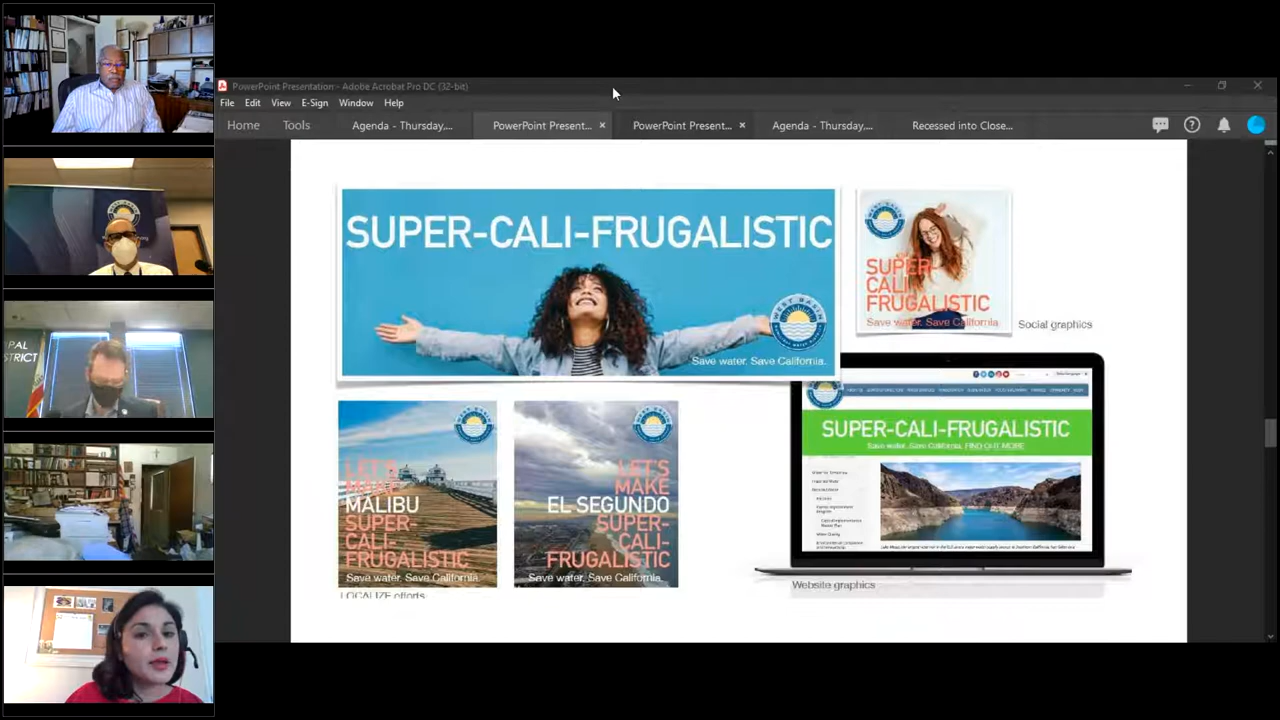 PowerPoint Presentation - Adobe Acrobat Pro DC (32-bit)
File Edit View E-Sign Window Help
Home Tools Agenda - Thursday,... PowerPoint Present... × PowerPoint Present... × Agenda - Thursday,... Recessed into Close...
SUPER-CALI-FRUGALISTIC
WEST BASIN
Save water. Save California.
SUPER-
CALI-
FRUGALISTIC
Save water. Save California
Social graphics
LET'S
MAKE
MALIBU
SUPER-
CALI-
FRUGALISTIC
Save water. Save California.
LOCALIZE efforts
LET'S
MAKE
EL SEGUNDO
SUPER-
CALI-
FRUGALISTIC
Save water. Save California.
SUPER-CALI-FRUGALISTIC
Save water. Save California. FIND OUT MORE
Website graphics
PAL
STRICT